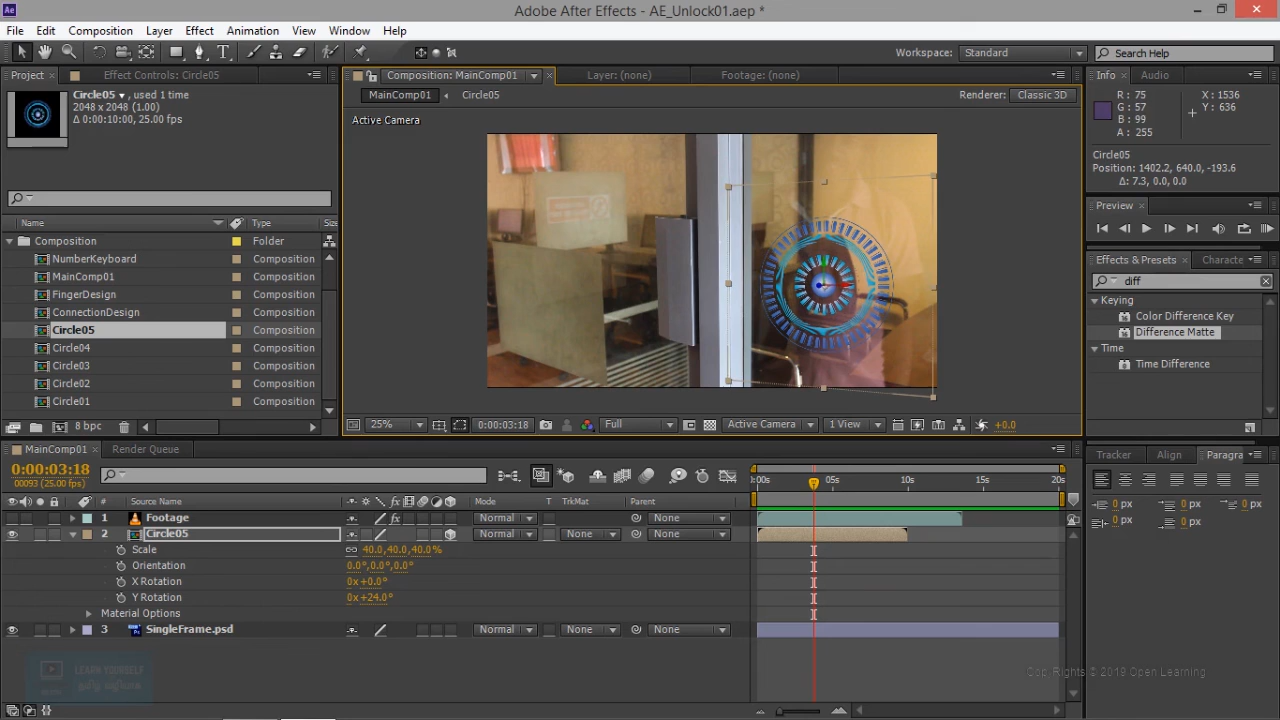 Adobe After Effects - AE_Unlock01.aep *
File Edit Composition Layer Effect Animation View Window Help
Workspace: Standard Search Help
Project Effect Controls: Circle05
Composition: MainComp01 Layer: (none) Footage: (none)
Info Audio
Circle05 , used 1 time
2048 x 2048 (1.00)
Δ 0:00:10:00, 25.00 fps
MainComp01 Circle05
Renderer: Classic 3D
Active Camera
R : 75
G : 57
B : 99
A : 255
X : 1536
Y : 636
Circle05
Position: 1402.2, 640.0, -193.6
Δ: 7.3, 0.0, 0.0
Preview
Effects & Presets Characte
diff
Keying
Color Difference Key
Difference Matte
Time
Time Difference
Name Type Size
Composition Folder
NumberKeyboard Composition
MainComp01 Composition
FingerDesign Composition
ConnectionDesign Composition
Circle05 Composition
Circle04 Composition
Circle03 Composition
Circle02 Composition
Circle01 Composition
8 bpc
25% 0:00:03:18 Full Active Camera 1 View +0.0
MainComp01 Render Queue
Tracker Align Paragra
0:00:03:18
00093 (25.00 fps)
:00s 05s 10s 15s 20s
# Source Name Mode T TrkMat Parent
1 Footage Normal None
2 Circle05 Normal None None
Scale 40.0,40.0,40.0%
Orientation 0.0°,0.0°,0.0°
X Rotation 0x+0.0°
Y Rotation 0x+24.0°
Material Options
3 SingleFrame.psd Normal None None
0 px 0 px 0 px
0 px 0 px
LEARN YOURSELF
தமிழ் வழியாக
Cop Rights © 2019 Open Learning